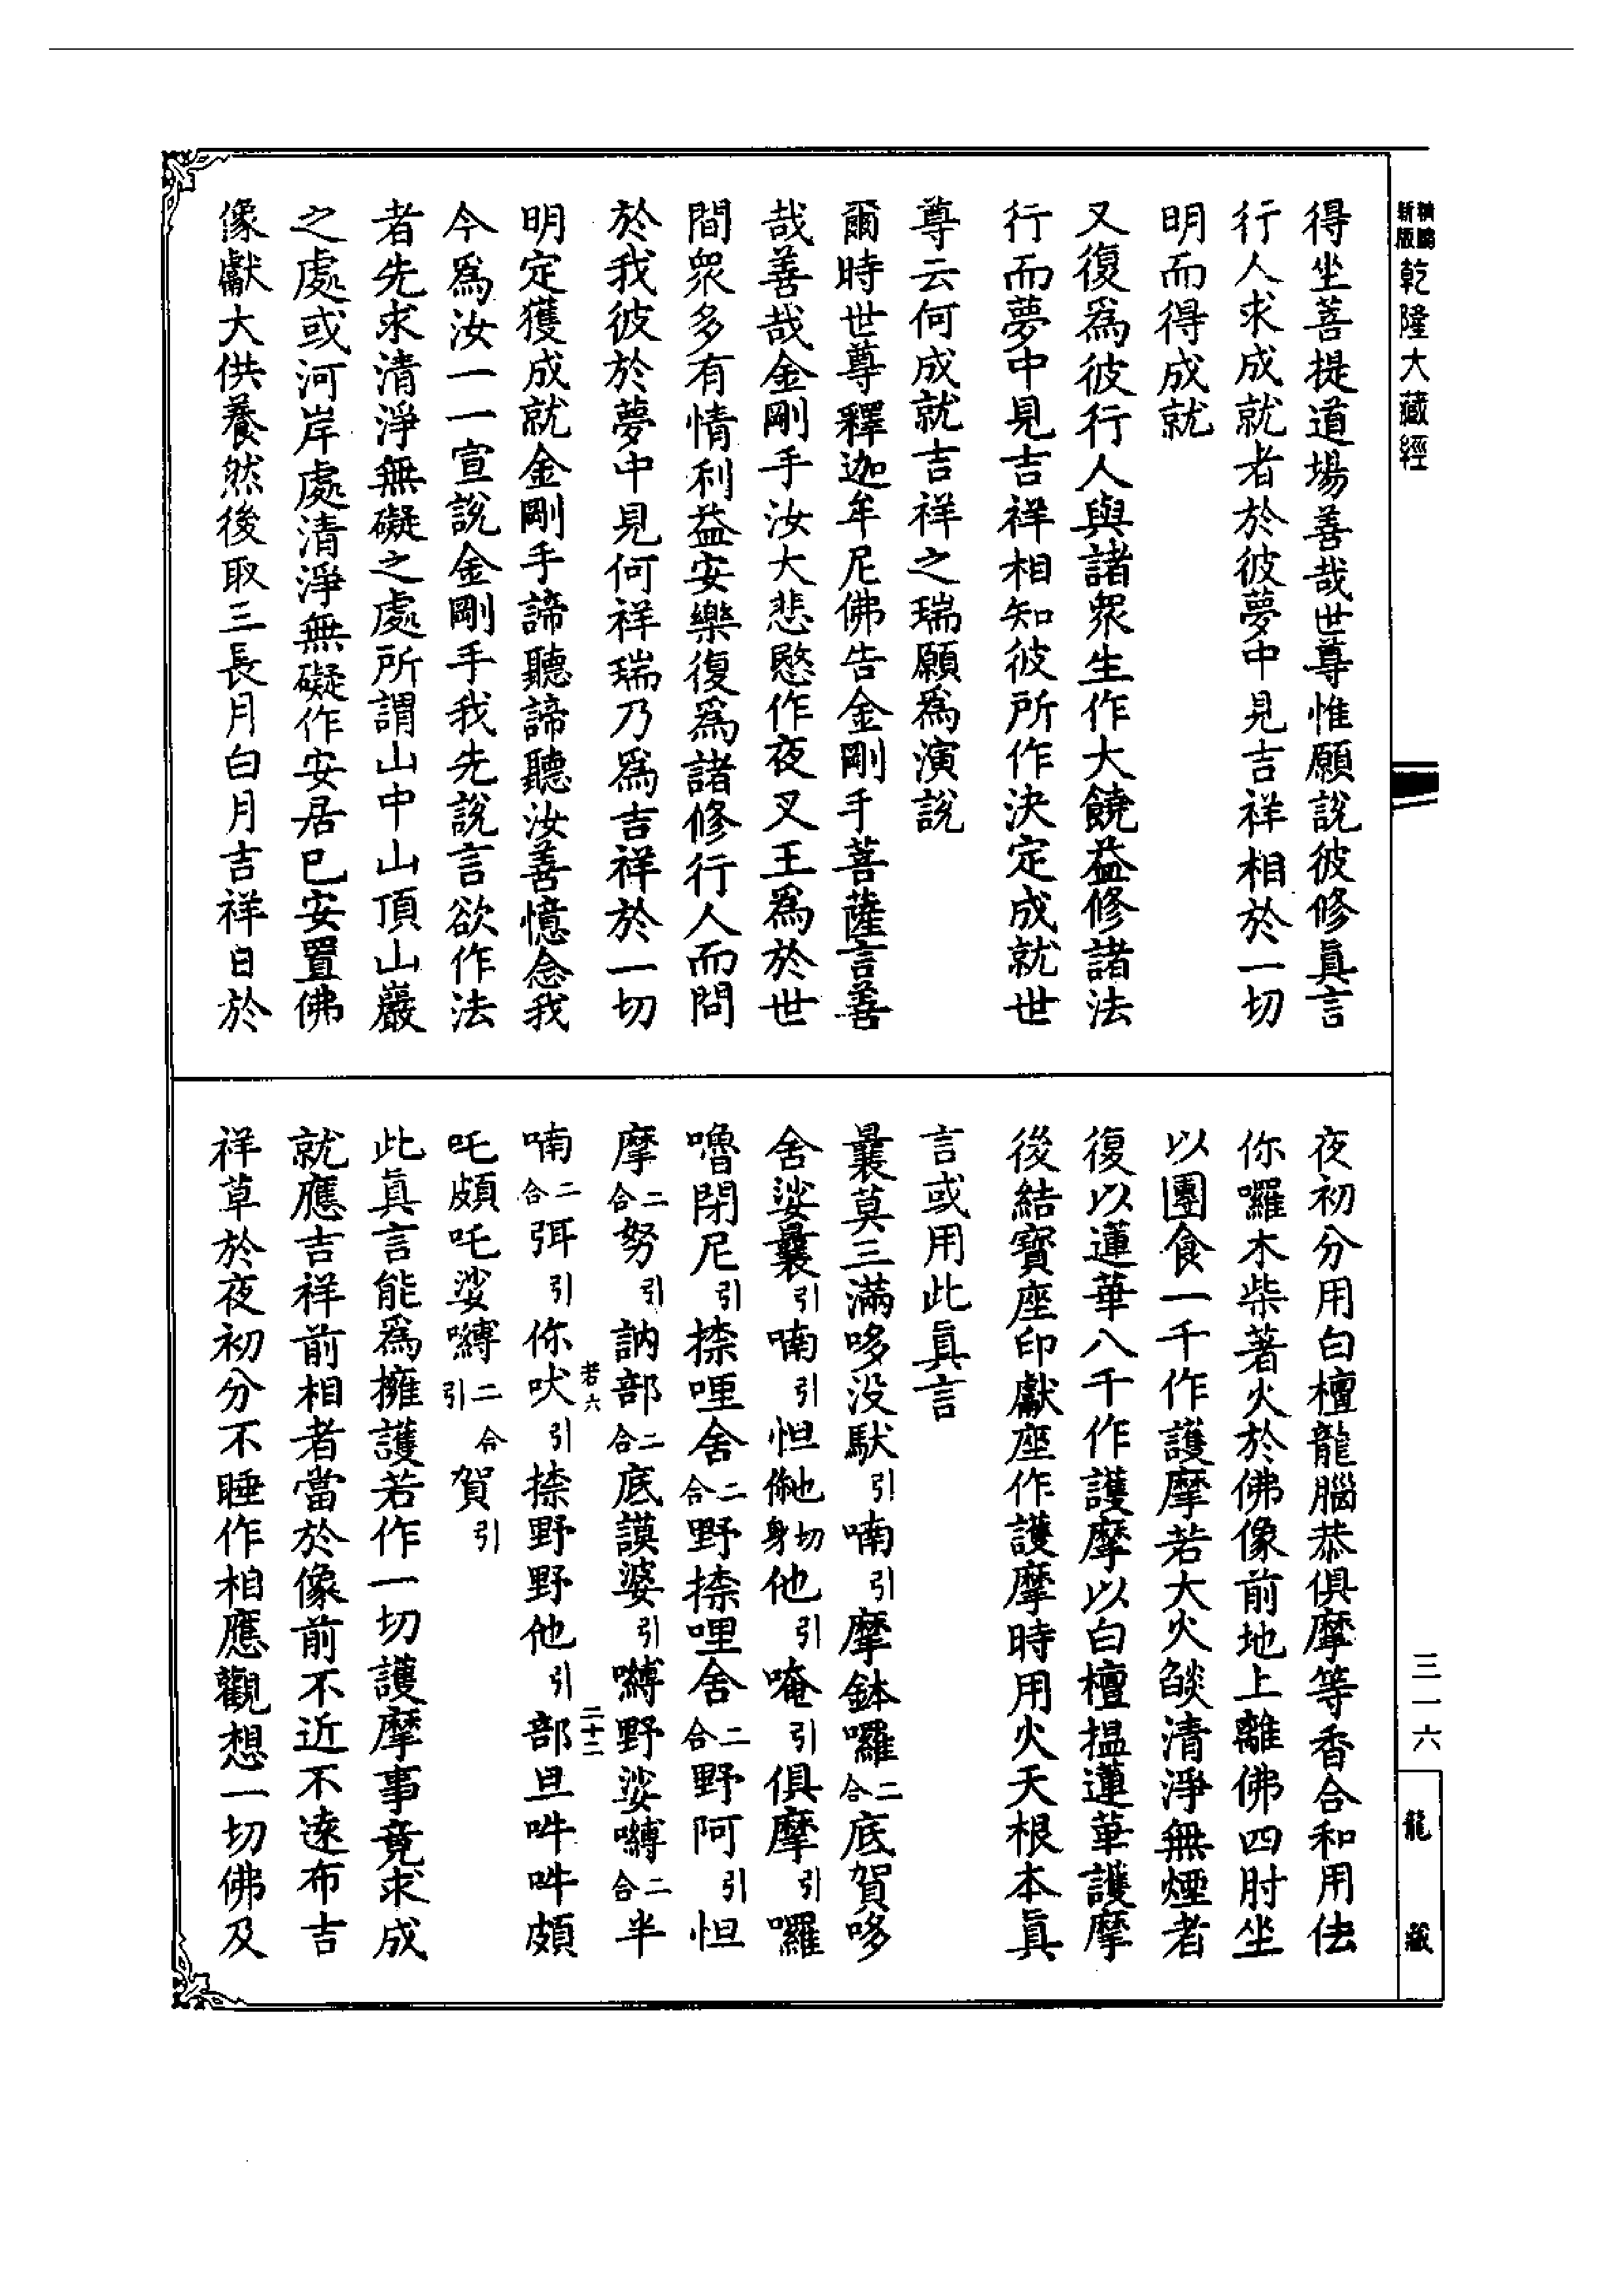 新版
精縮
乾隆大藏經
三一六
龍藏
得坐菩提道場善哉世尊惟願說彼修眞言
行人求成就者於彼夢中見吉祥相於一切
明而得成就
又復爲彼行人與諸衆生作大饒益修諸法
行而夢中見吉祥相知彼所作決定成就世
尊云何成就吉祥之瑞願爲演說
爾時世尊釋迦牟尼佛告金剛手菩薩言善
哉善哉金剛手汝大悲愍作夜叉王爲於世
間衆多有情利益安樂復爲諸修行人而問
於我彼於夢中見何祥瑞乃爲吉祥於一切
明定獲成就金剛手諦聽諦聽汝善憶念我
今爲汝一一宣說金剛手我先說言欲作法
者先求清淨無礙之處所謂山中山頂山巖
之處或河岸處清淨無礙作安居已安置佛
像獻大供養然後取三長月白月吉祥日於
夜初分用白檀龍腦恭俱摩等香合和用佉
你囉木柴著火於佛像前地上離佛四肘坐
以團食一千作護摩若大火燄清淨無煙者
復以蓮華八千作護摩以白檀搵蓮華護摩
後結寶座印獻座作護摩時用火天根本眞
言或用此眞言
曩莫三滿哆没馱引喃引摩鉢囉二合底賀哆
舍娑曩引喃引怛儞也切身他引唵引俱摩引囉
嚕閉尼引捺哩舍二合野捺哩舍二合野阿引怛
摩二合努引訥部二合底謨婆引嚩野娑嚩二合半
喃二合弭引你吠引捺野野他引部旦吽吽頗
若六
二十二
吒頗吒娑嚩二合引賀引
此眞言能爲擁護若作一切護摩事竟求成
就應吉祥前相者當於像前不近不遠布吉
祥草於夜初分不睡作相應觀想一切佛及